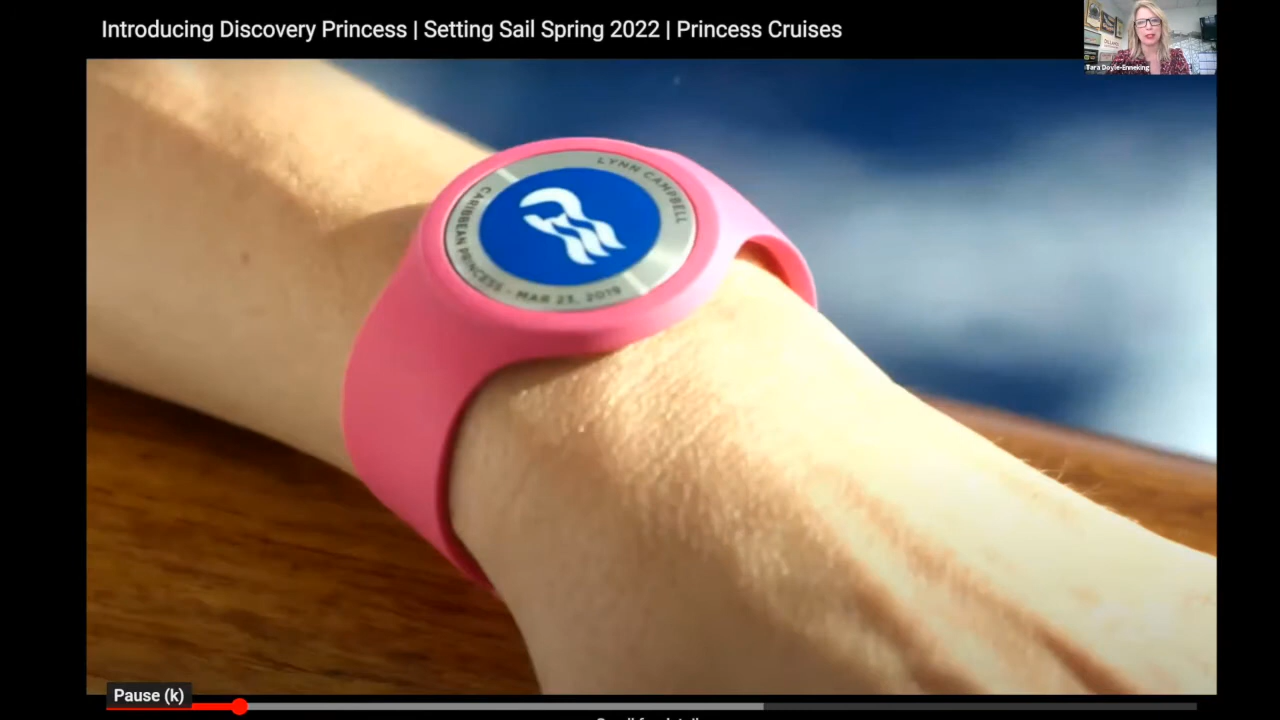 Introducing Discovery Princess | Setting Sail Spring 2022 | Princess Cruises
Tara Doyle-Enneking
LYNN CAMPBELL
CARIBBEAN PRINCESS - MAR 23, 2019
Pause (k)